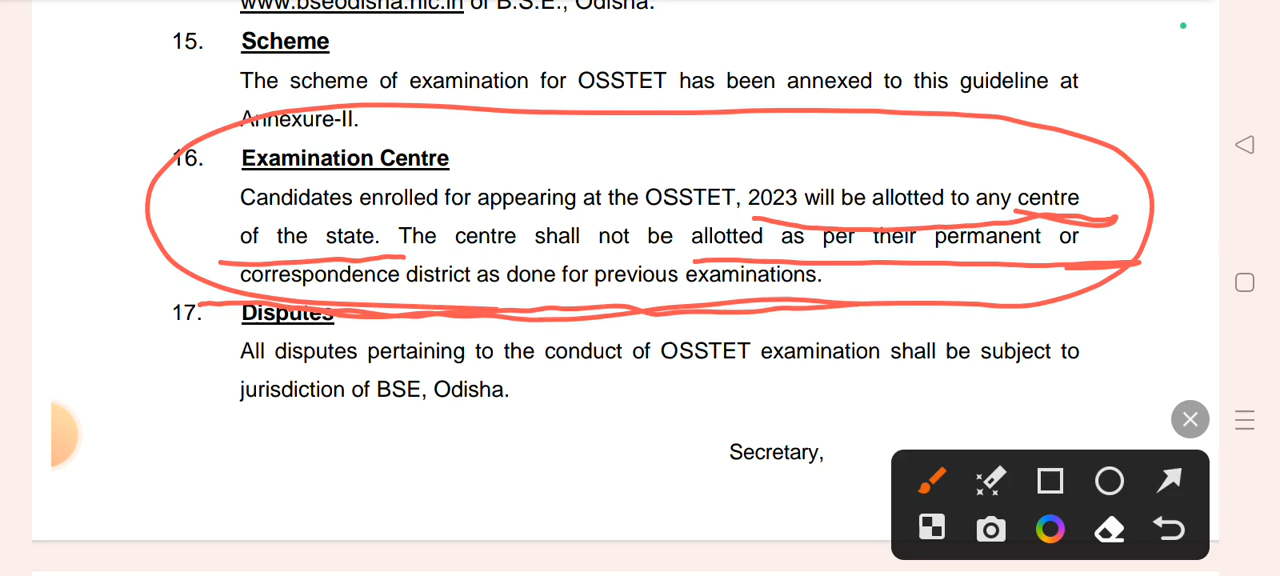 www.bseodisha.nic.in of B.S.E., Odisha.
15. Scheme
The scheme of examination for OSSTET has been annexed to this guideline at
Annexure-II.
16. Examination Centre
Candidates enrolled for appearing at the OSSTET, 2023 will be allotted to any centre
of the state. The centre shall not be allotted as per their permanent or
correspondence district as done for previous examinations.
17. Disputes
All disputes pertaining to the conduct of OSSTET examination shall be subject to
jurisdiction of BSE, Odisha.
Secretary,